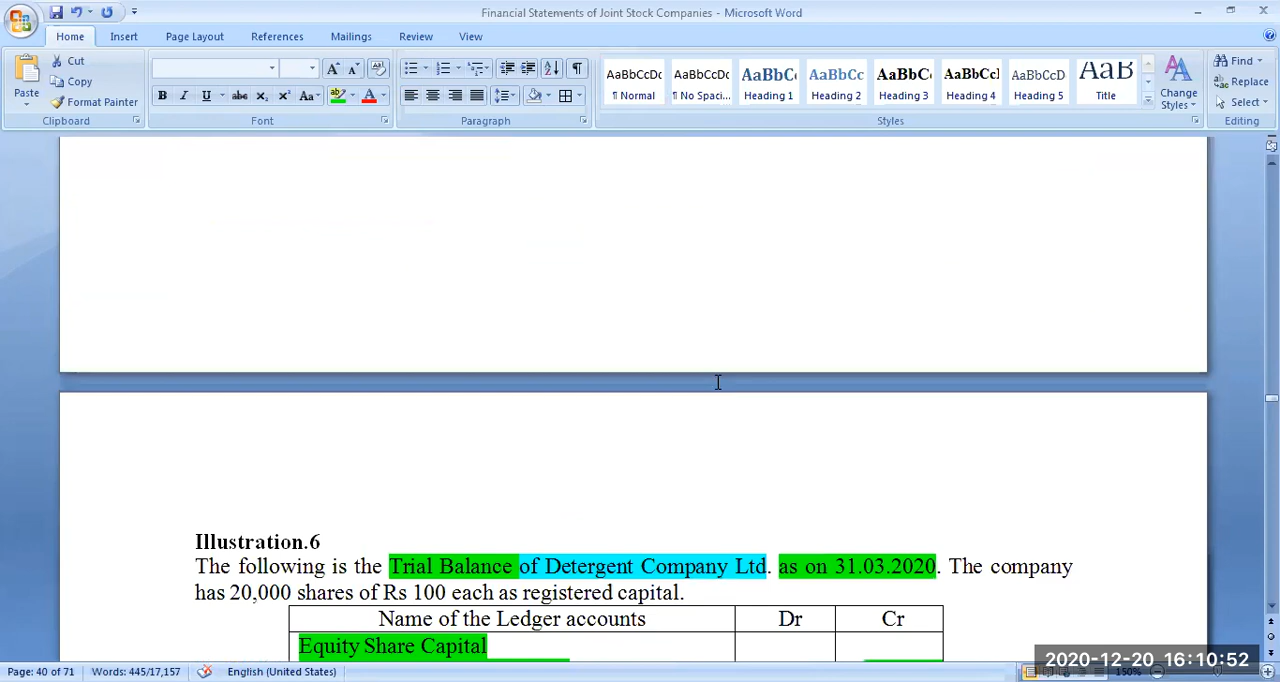 Financial Statements of Joint Stock Companies - Microsoft Word
Home Insert Page Layout References Mailings Review View
Paste
Cut
Copy
Format Painter
Clipboard
Font
Paragraph
AaBbCcDc AaBbCcDc AaBbC AaBbCc AaBbC AaBbCcI AaBbCcD AaB
¶ Normal ¶ No Spaci... Heading 1 Heading 2 Heading 3 Heading 4 Heading 5 Title
Change
Styles
Styles
Find
Replace
Select
Editing
Illustration.6
The following is the Trial Balance of Detergent Company Ltd. as on 31.03.2020. The company
has 20,000 shares of Rs 100 each as registered capital.
Name of the Ledger accounts Dr Cr
Equity Share Capital
Page: 40 of 71 Words: 445/17,157 English (United States) 150%
2020-12-20 16:10:52